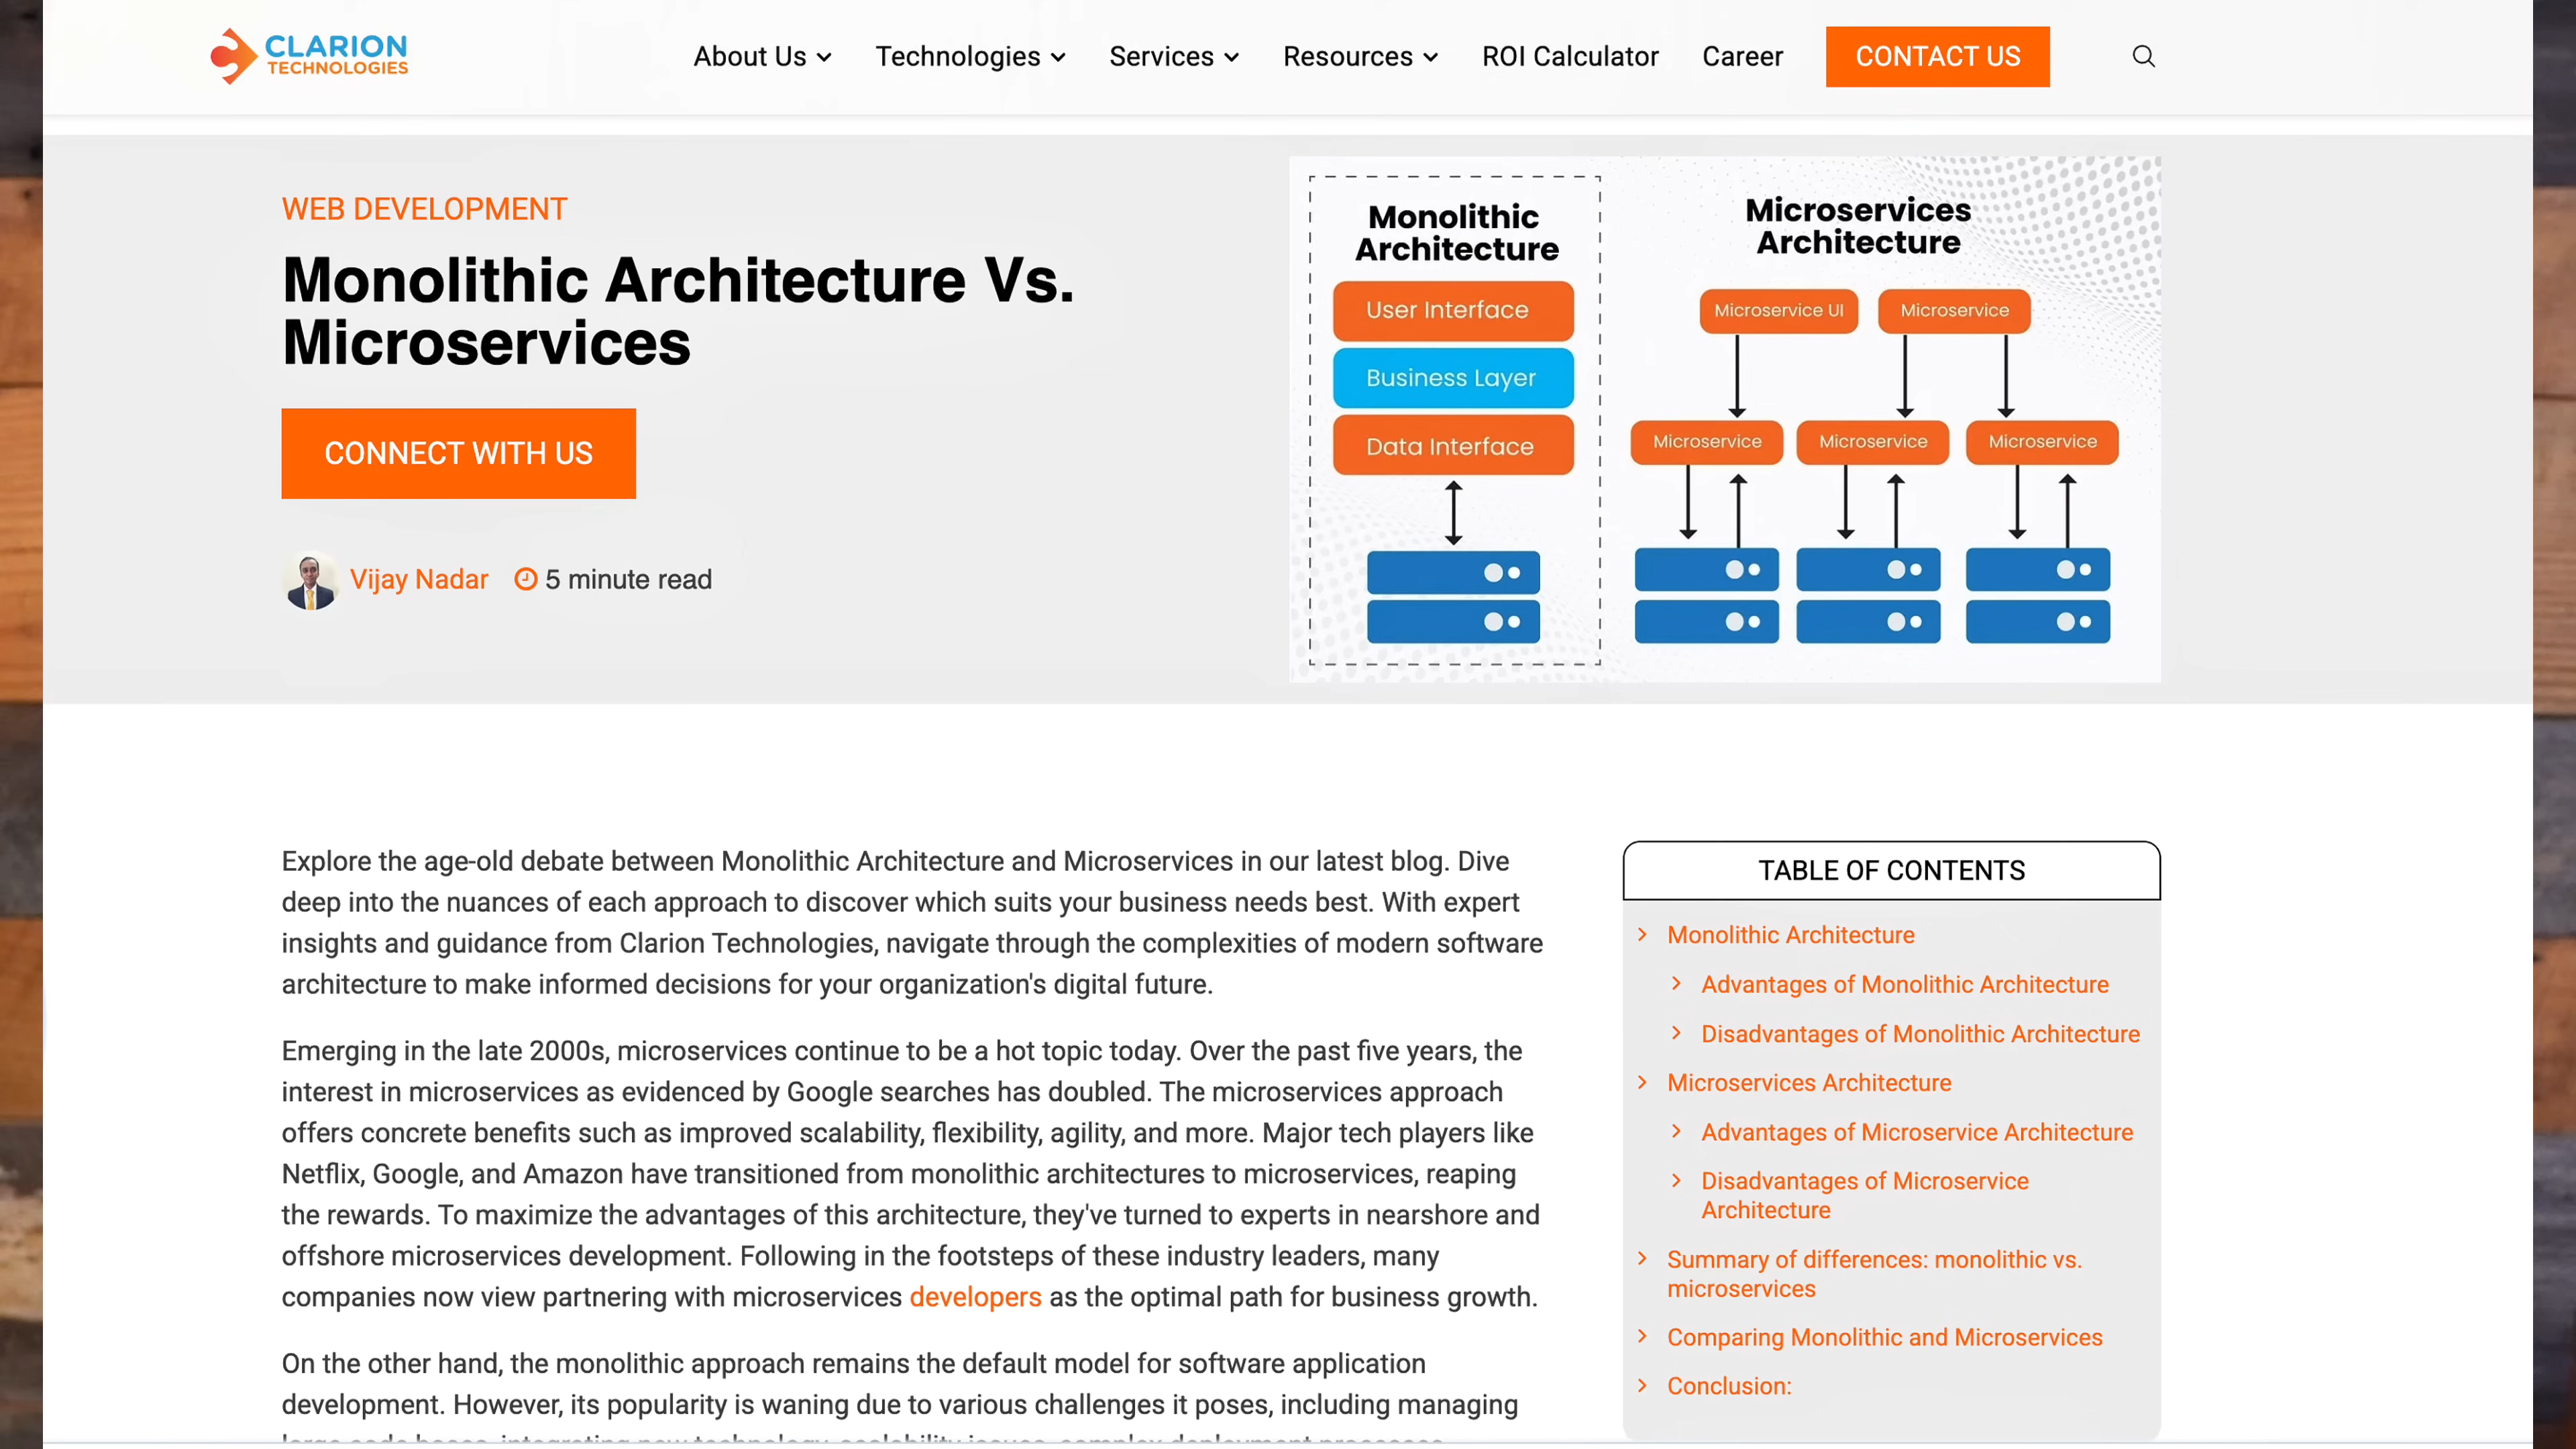 CLARION
TECHNOLOGIES
About Us
Technologies
Services
Resources
ROI Calculator
Career
CONTACT US
WEB DEVELOPMENT
Monolithic Architecture Vs.
Microservices
CONNECT WITH US
Vijay Nadar
5 minute read
Monolithic
Architecture
User Interface
Business Layer
Data Interface
Microservices
Architecture
Microservice UI
Microservice
Microservice
Microservice
Microservice
Explore the age-old debate between Monolithic Architecture and Microservices in our latest blog. Dive
deep into the nuances of each approach to discover which suits your business needs best. With expert
insights and guidance from Clarion Technologies, navigate through the complexities of modern software
architecture to make informed decisions for your organization's digital future.
Emerging in the late 2000s, microservices continue to be a hot topic today. Over the past five years, the
interest in microservices as evidenced by Google searches has doubled. The microservices approach
offers concrete benefits such as improved scalability, flexibility, agility, and more. Major tech players like
Netflix, Google, and Amazon have transitioned from monolithic architectures to microservices, reaping
the rewards. To maximize the advantages of this architecture, they've turned to experts in nearshore and
offshore microservices development. Following in the footsteps of these industry leaders, many
companies now view partnering with microservices developers as the optimal path for business growth.
On the other hand, the monolithic approach remains the default model for software application
development. However, its popularity is waning due to various challenges it poses, including managing
TABLE OF CONTENTS
Monolithic Architecture
Advantages of Monolithic Architecture
Disadvantages of Monolithic Architecture
Microservices Architecture
Advantages of Microservice Architecture
Disadvantages of Microservice
Architecture
Summary of differences: monolithic vs.
microservices
Comparing Monolithic and Microservices
Conclusion: